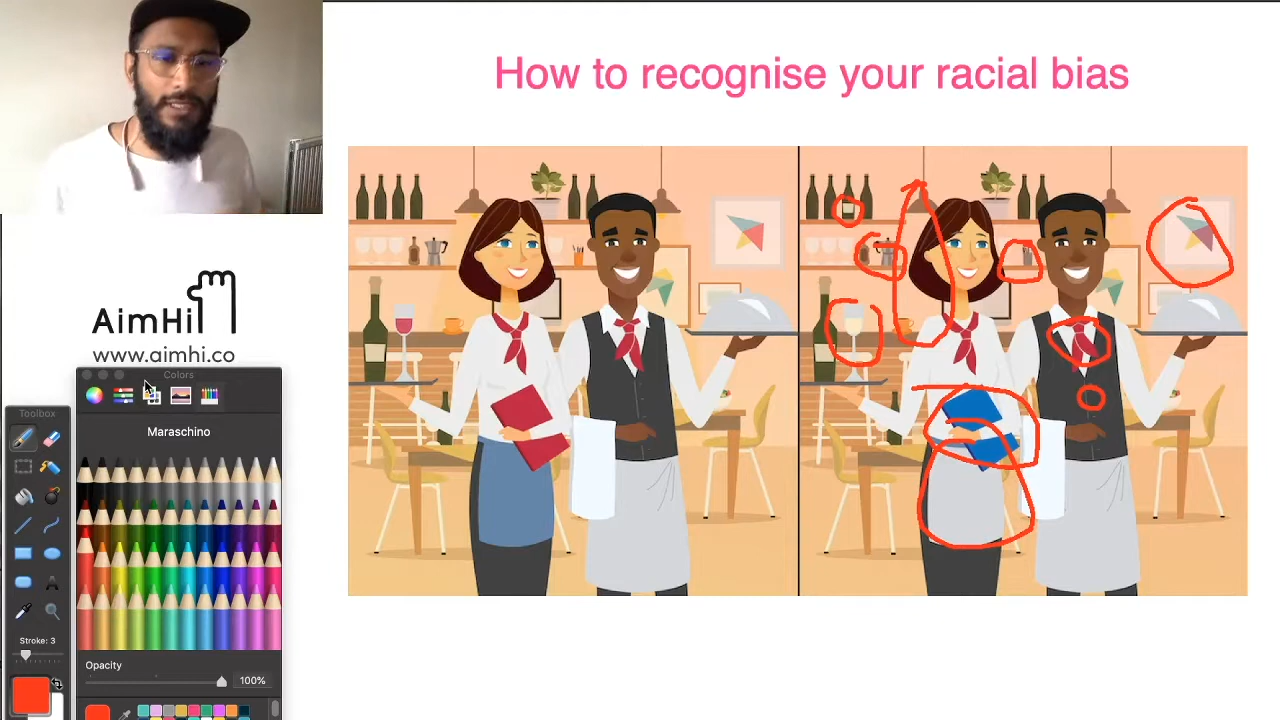 How to recognise your racial bias
AimHi
www.aimhi.co
Colors
Toolbox
Maraschino
Stroke: 3
Opacity
100%